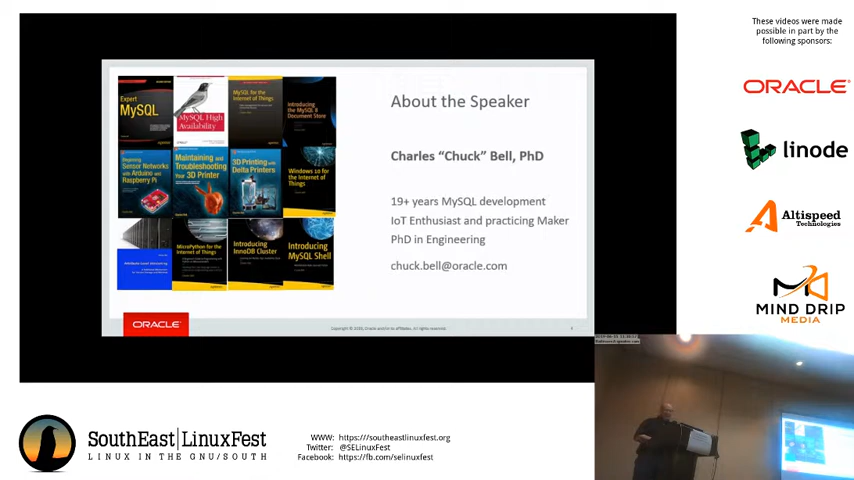 These videos were made
possible in part by the
following sponsors:
ORACLE
linode
Altispeed
Technologies
MIND DRIP
MEDIA
Expert
MySQL
MySQL High
Availability
MySQL for the
Internet of Things
Introducing
the MySQL 8
Document Store
Beginning
Sensor Networks
with Arduino and
Raspberry Pi
Maintaining and
Troubleshooting
Your 3D Printer
3D Printing with
Delta Printers
Windows 10 for
the Internet of
Things
MicroPython for the
Internet of Things
Introducing
InnoDB Cluster
Introducing
MySQL Shell
About the Speaker
Charles “Chuck” Bell, PhD
19+ years MySQL development
IoT Enthusiast and practicing Maker
PhD in Engineering
chuck.bell@oracle.com
ORACLE
SouthEast|LinuxFest
LINUX IN THE GNU/SOUTH
WWW: https:///southeastlinuxfest.org
Twitter: @SELinuxFest
Facebook: https://fb.com/selinuxfest